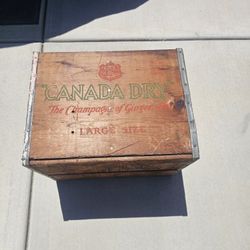 CANADA DRY
The Champagne of Ginger Ales
LARGE SIZE